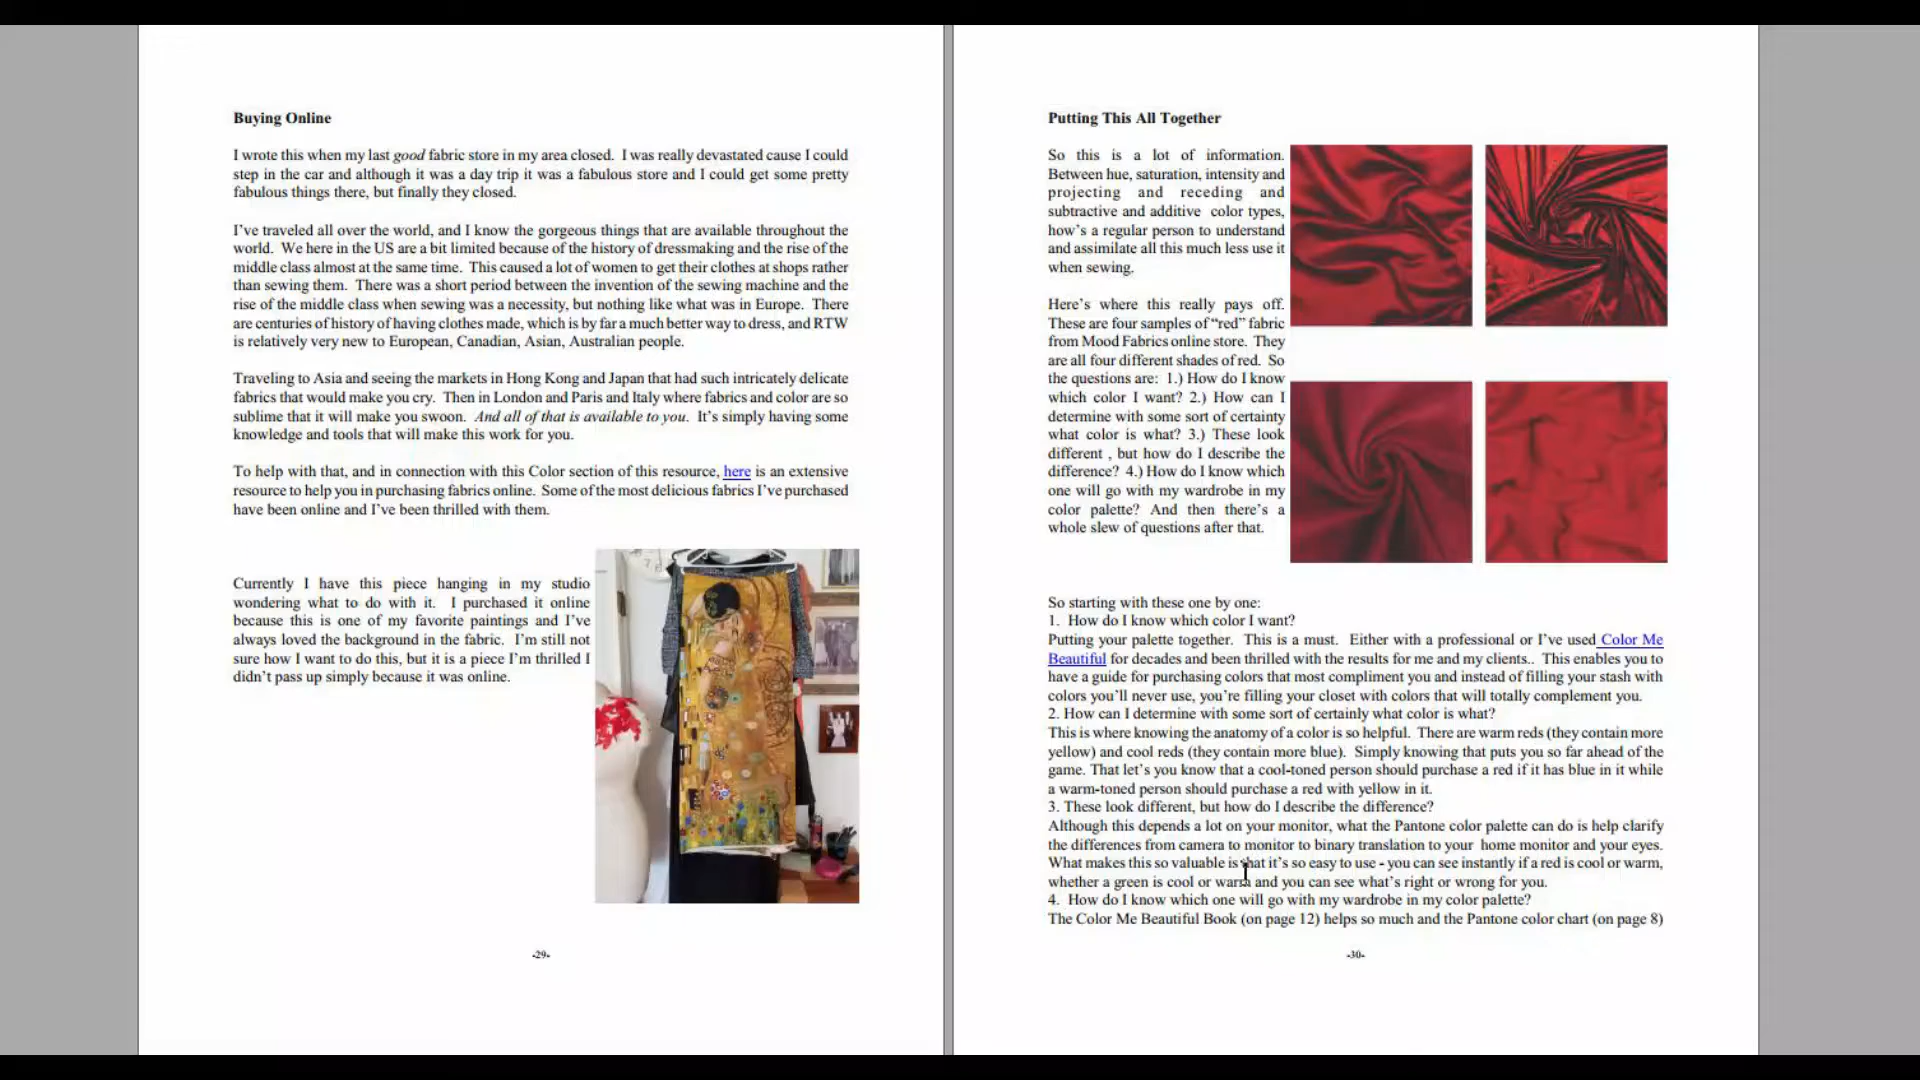 Buying Online
I wrote this when my last good fabric store in my area closed. I was really devastated cause I could
step in the car and although it was a day trip it was a fabulous store and I could get some pretty
fabulous things there, but finally they closed.
I've traveled all over the world, and I know the gorgeous things that are available throughout the
world. We here in the US are a bit limited because of the history of dressmaking and the rise of the
middle class almost at the same time. This caused a lot of women to get their clothes at shops rather
than sewing them. There was a short period between the invention of the sewing machine and the
rise of the middle class when sewing was a necessity, but nothing like what was in Europe. There
are centuries of history of having clothes made, which is by far a much better way to dress, and RTW
is relatively very new to European, Canadian, Asian, Australian people.
Traveling to Asia and seeing the markets in Hong Kong and Japan that had such intricately delicate
fabrics that would make you cry. Then in London and Paris and Italy where fabrics and color are so
sublime that it will make you swoon. And all of that is available to you. It's simply having some
knowledge and tools that will make this work for you.
To help with that, and in connection with this Color section of this resource, here is an extensive
resource to help you in purchasing fabrics online. Some of the most delicious fabrics I've purchased
have been online and I've been thrilled with them.
Currently I have this piece hanging in my studio
wondering what to do with it. I purchased it online
because this is one of my favorite paintings and I've
always loved the background in the fabric. I'm still not
sure how I want to do this, but it is a piece I'm thrilled I
didn't pass up simply because it was online.
-29-
Putting This All Together
So this is a lot of information.
Between hue, saturation, intensity and
projecting and receding and
subtractive and additive color types,
how's a regular person to understand
and assimilate all this much less use it
when sewing.
Here's where this really pays off.
These are four samples of "red" fabric
from Mood Fabrics online store. They
are all four different shades of red. So
the questions are: 1.) How do I know
which color I want? 2.) How can I
determine with some sort of certainty
what color is what? 3.) These look
different , but how do I describe the
difference? 4.) How do I know which
one will go with my wardrobe in my
color palette? And then there's a
whole slew of questions after that.
So starting with these one by one:
1. How do I know which color I want?
Putting your palette together. This is a must. Either with a professional or I've used Color Me
Beautiful for decades and been thrilled with the results for me and my clients.. This enables you to
have a guide for purchasing colors that most compliment you and instead of filling your stash with
colors you'll never use, you're filling your closet with colors that will totally complement you.
2. How can I determine with some sort of certainly what color is what?
This is where knowing the anatomy of a color is so helpful. There are warm reds (they contain more
yellow) and cool reds (they contain more blue). Simply knowing that puts you so far ahead of the
game. That let's you know that a cool-toned person should purchase a red if it has blue in it while
a warm-toned person should purchase a red with yellow in it.
3. These look different, but how do I describe the difference?
Although this depends a lot on your monitor, what the Pantone color palette can do is help clarify
the differences from camera to monitor to binary translation to your home monitor and your eyes.
What makes this so valuable is that it's so easy to use - you can see instantly if a red is cool or warm,
whether a green is cool or warm and you can see what's right or wrong for you.
4. How do I know which one will go with my wardrobe in my color palette?
The Color Me Beautiful Book (on page 12) helps so much and the Pantone color chart (on page 8)
-30-